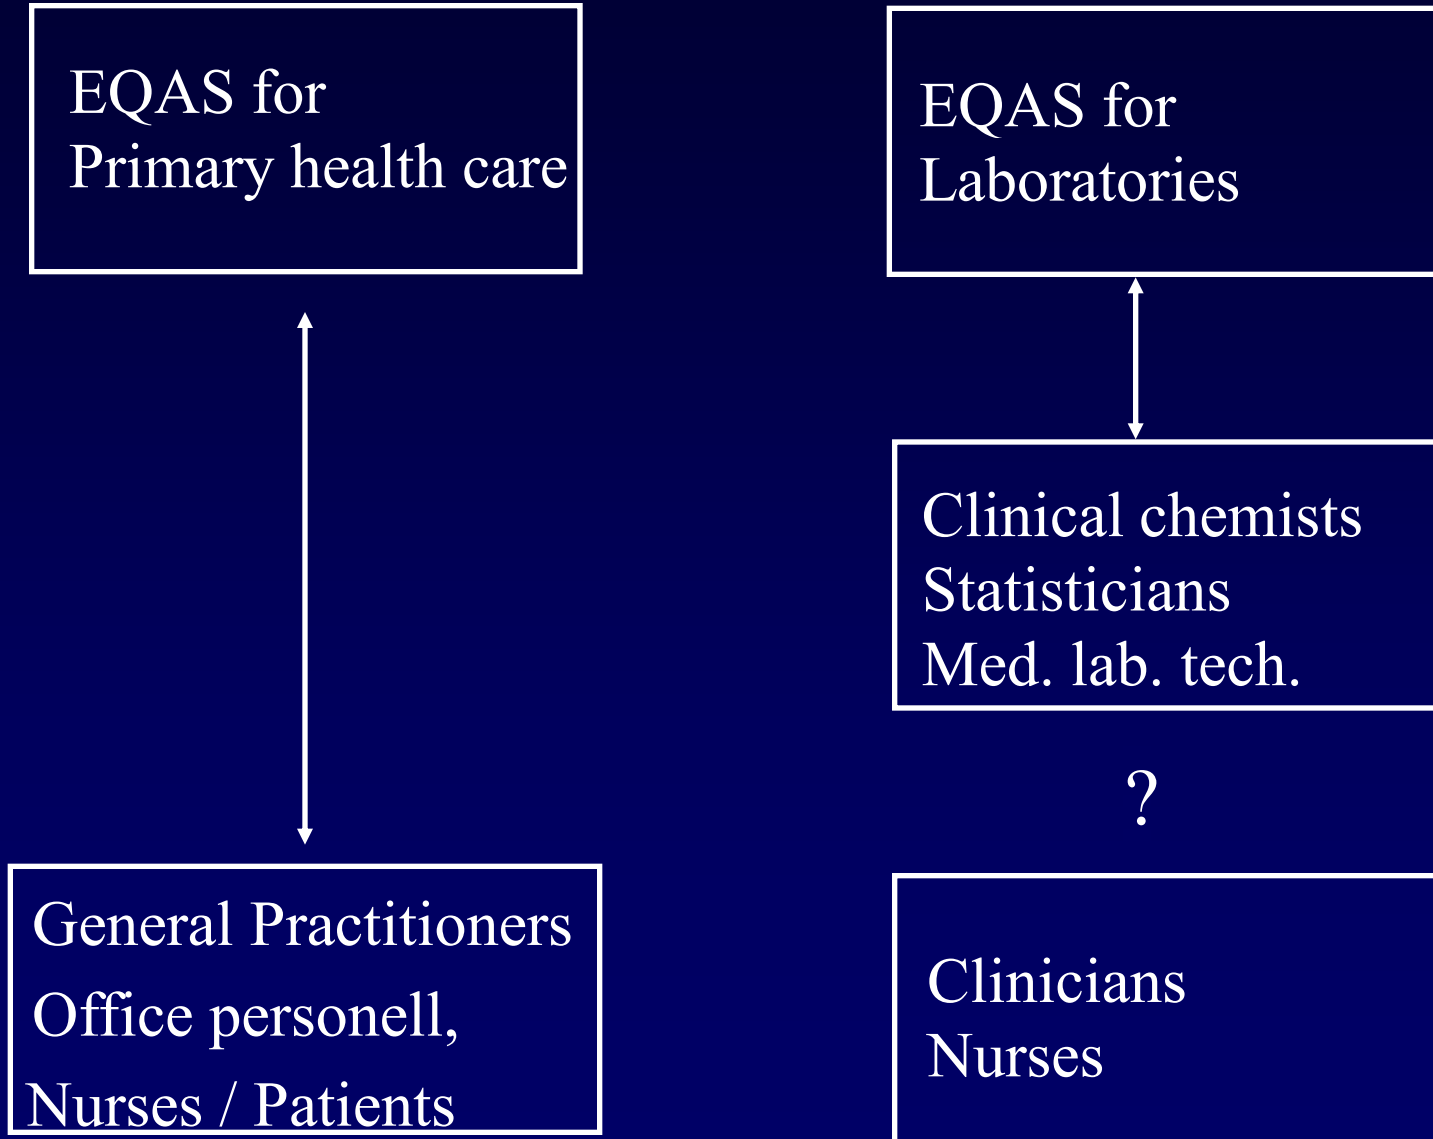 EQAS for
Primary health care
EQAS for
Laboratories
Clinical chemists
Statisticians
Med. lab. tech.
?
General Practitioners
Office personell,
Nurses / Patients
Clinicians
Nurses